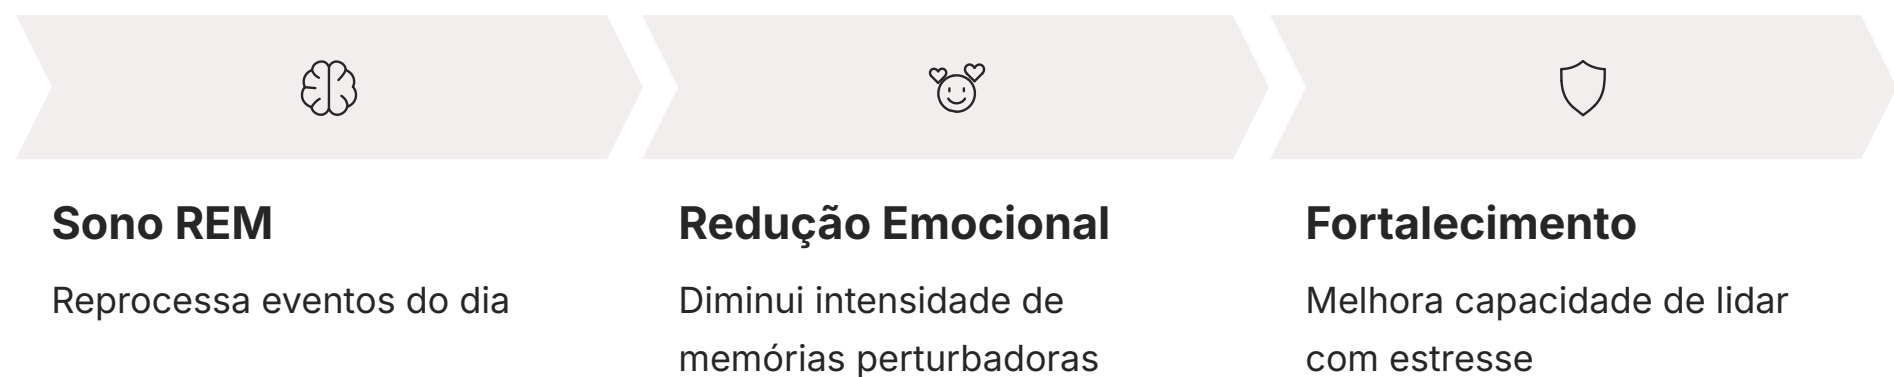 Sono REM
Reprocessa eventos do dia
Redução Emocional
Diminui intensidade de
memórias perturbadoras
Fortalecimento
Melhora capacidade de lidar
com estresse